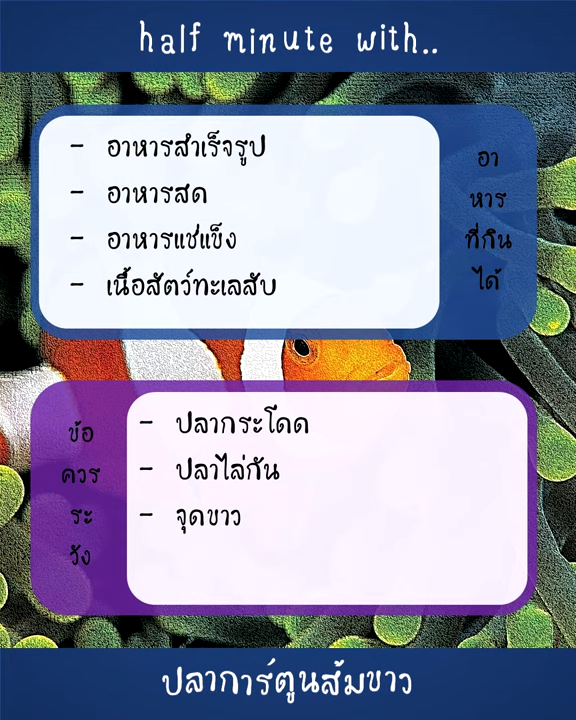 half minute with..
- อาหารสำเร็จรูป
- อาหารสด
- อาหารแช่แข็ง
- เนื้อสัตว์ทะเลสับ
อา
หาร
ที่กิน
ได้
ข้อ
ควร
ระ
วัง
- ปลากระโดด
- ปลาไล่กัน
- จุดขาว
ปลาการ์ตูนส้มขาว